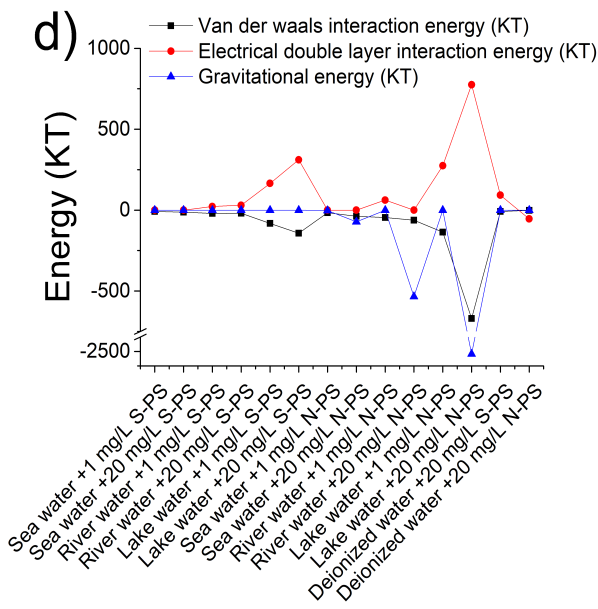 d)
Van der waals interaction energy (KT)
Electrical double layer interaction energy (KT)
Gravitational energy (KT)
Energy (KT)
1000
500
0
-500
-2500
Sea water +1 mg/L S-PS
Sea water +20 mg/L S-PS
River water +1 mg/L S-PS
River water +20 mg/L S-PS
Lake water +1 mg/L S-PS
Lake water +20 mg/L S-PS
Sea water +1 mg/L N-PS
Sea water +20 mg/L N-PS
River water +1 mg/L N-PS
River water +20 mg/L N-PS
Lake water +1 mg/L N-PS
Lake water +20 mg/L N-PS
Deionized water +20 mg/L S-PS
Deionized water +20 mg/L N-PS